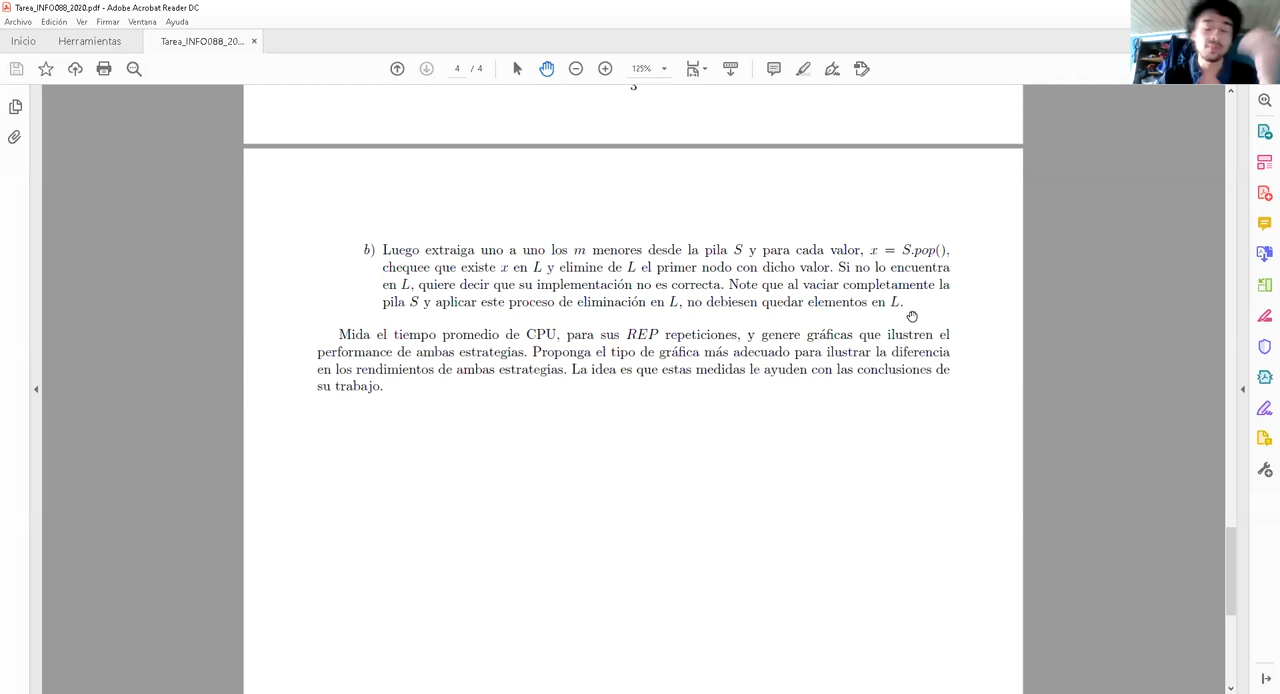 Tarea_INFO088_2020.pdf - Adobe Acrobat Reader DC
Archivo Edición Ver Firmar Ventana Ayuda
Inicio Herramientas Tarea_INFO088_20... ×
4 / 4 125%
3
b) Luego extraiga uno a uno los m menores desde la pila S y para cada valor, x = S.pop(),
chequee que existe x en L y elimine de L el primer nodo con dicho valor. Si no lo encuentra
en L, quiere decir que su implementación no es correcta. Note que al vaciar completamente la
pila S y aplicar este proceso de eliminación en L, no debiesen quedar elementos en L.
Mida el tiempo promedio de CPU, para sus REP repeticiones, y genere gráficas que ilustren el
performance de ambas estrategias. Proponga el tipo de gráfica más adecuado para ilustrar la diferencia
en los rendimientos de ambas estrategias. La idea es que estas medidas le ayuden con las conclusiones de
su trabajo.